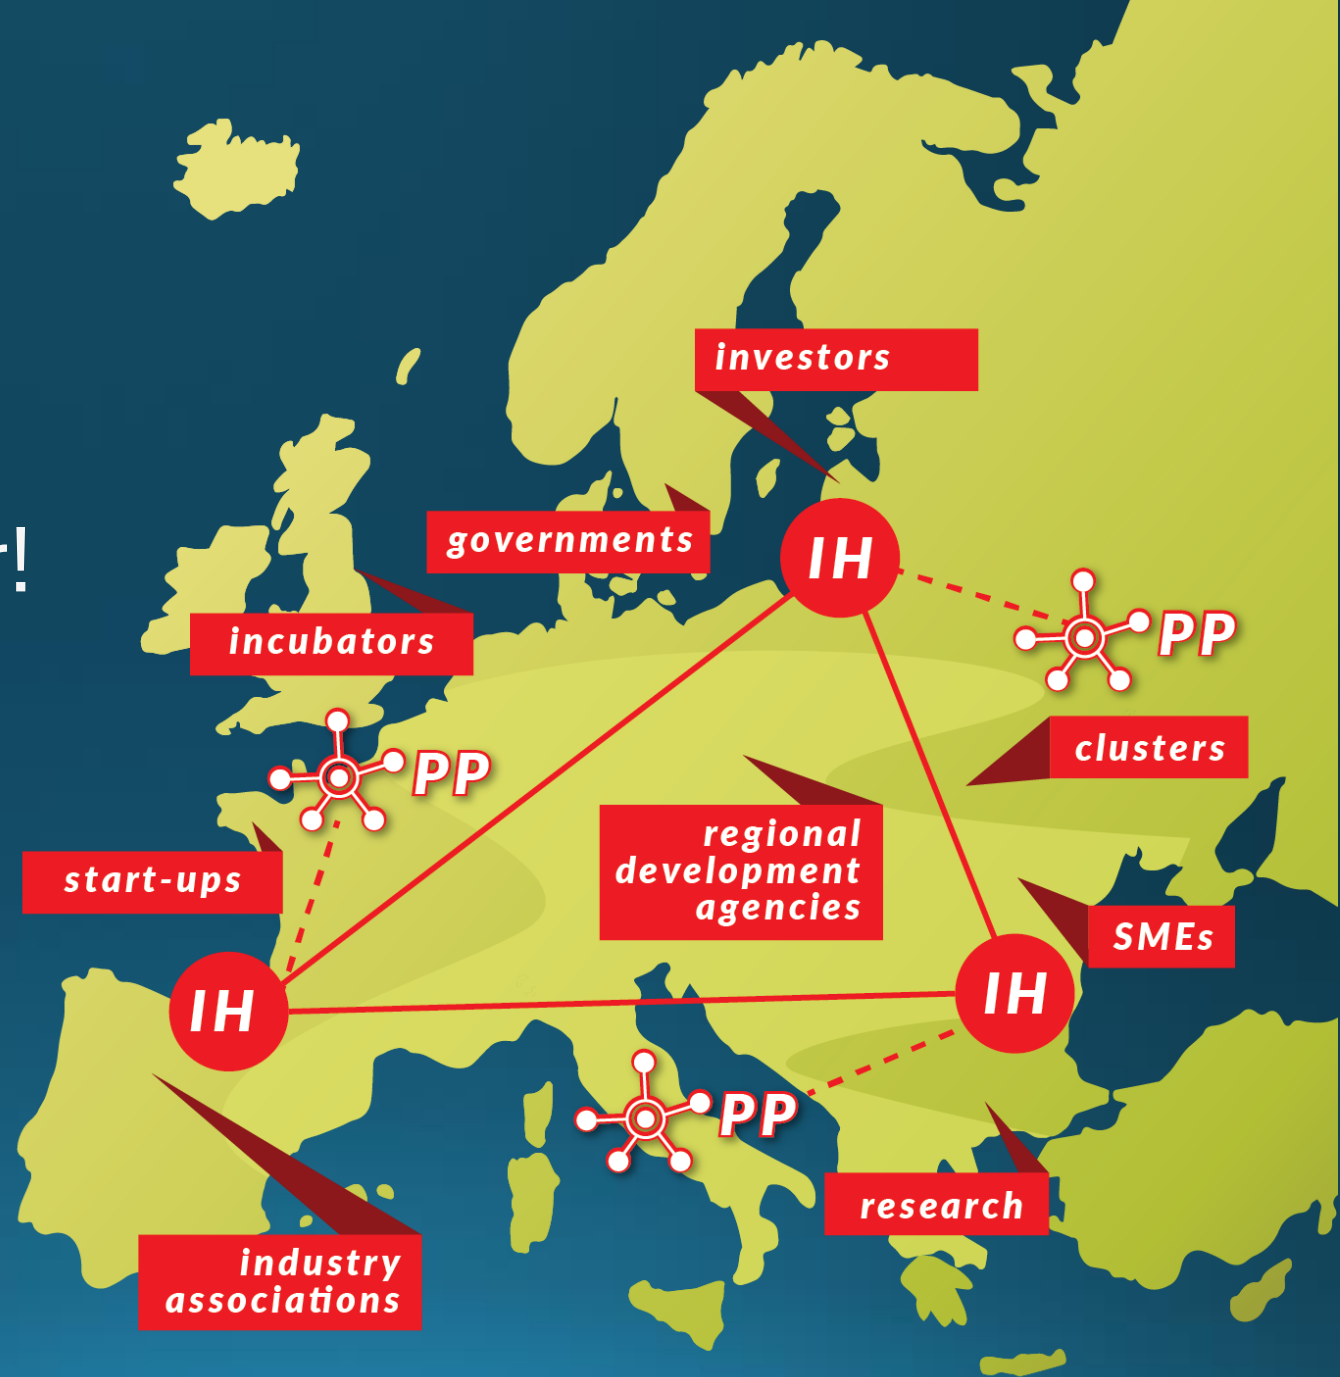 investors
governments
r!
IH
PP
incubators
clusters
PP
regional
development
agencies
start-ups
SMEs
IH
IH
PP
research
industry
associations